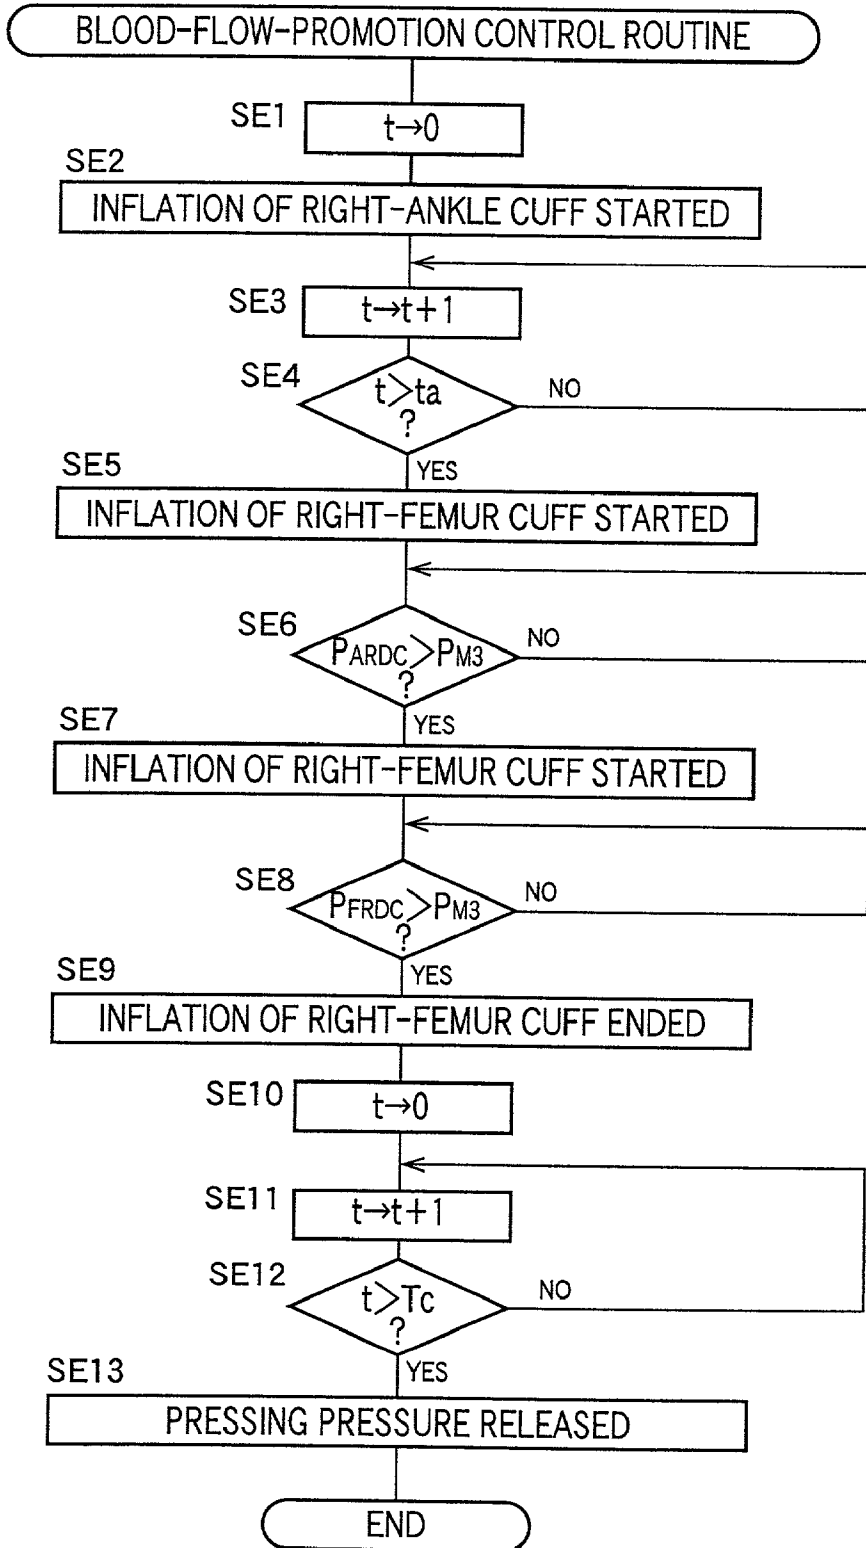 BLOOD-FLOW-PROMOTION CONTROL ROUTINE
SE1
t→0
SE2
INFLATION OF RIGHT-ANKLE CUFF STARTED
SE3
t→t+1
SE4
t>ta
?
NO
YES
SE5
INFLATION OF RIGHT-FEMUR CUFF STARTED
SE6
PARDC>PM3
?
NO
YES
SE7
INFLATION OF RIGHT-FEMUR CUFF STARTED
SE8
PFRDC>PM3
?
NO
YES
SE9
INFLATION OF RIGHT-FEMUR CUFF ENDED
SE10
t→0
SE11
t→t+1
SE12
t>Tc
?
NO
YES
SE13
PRESSING PRESSURE RELEASED
END